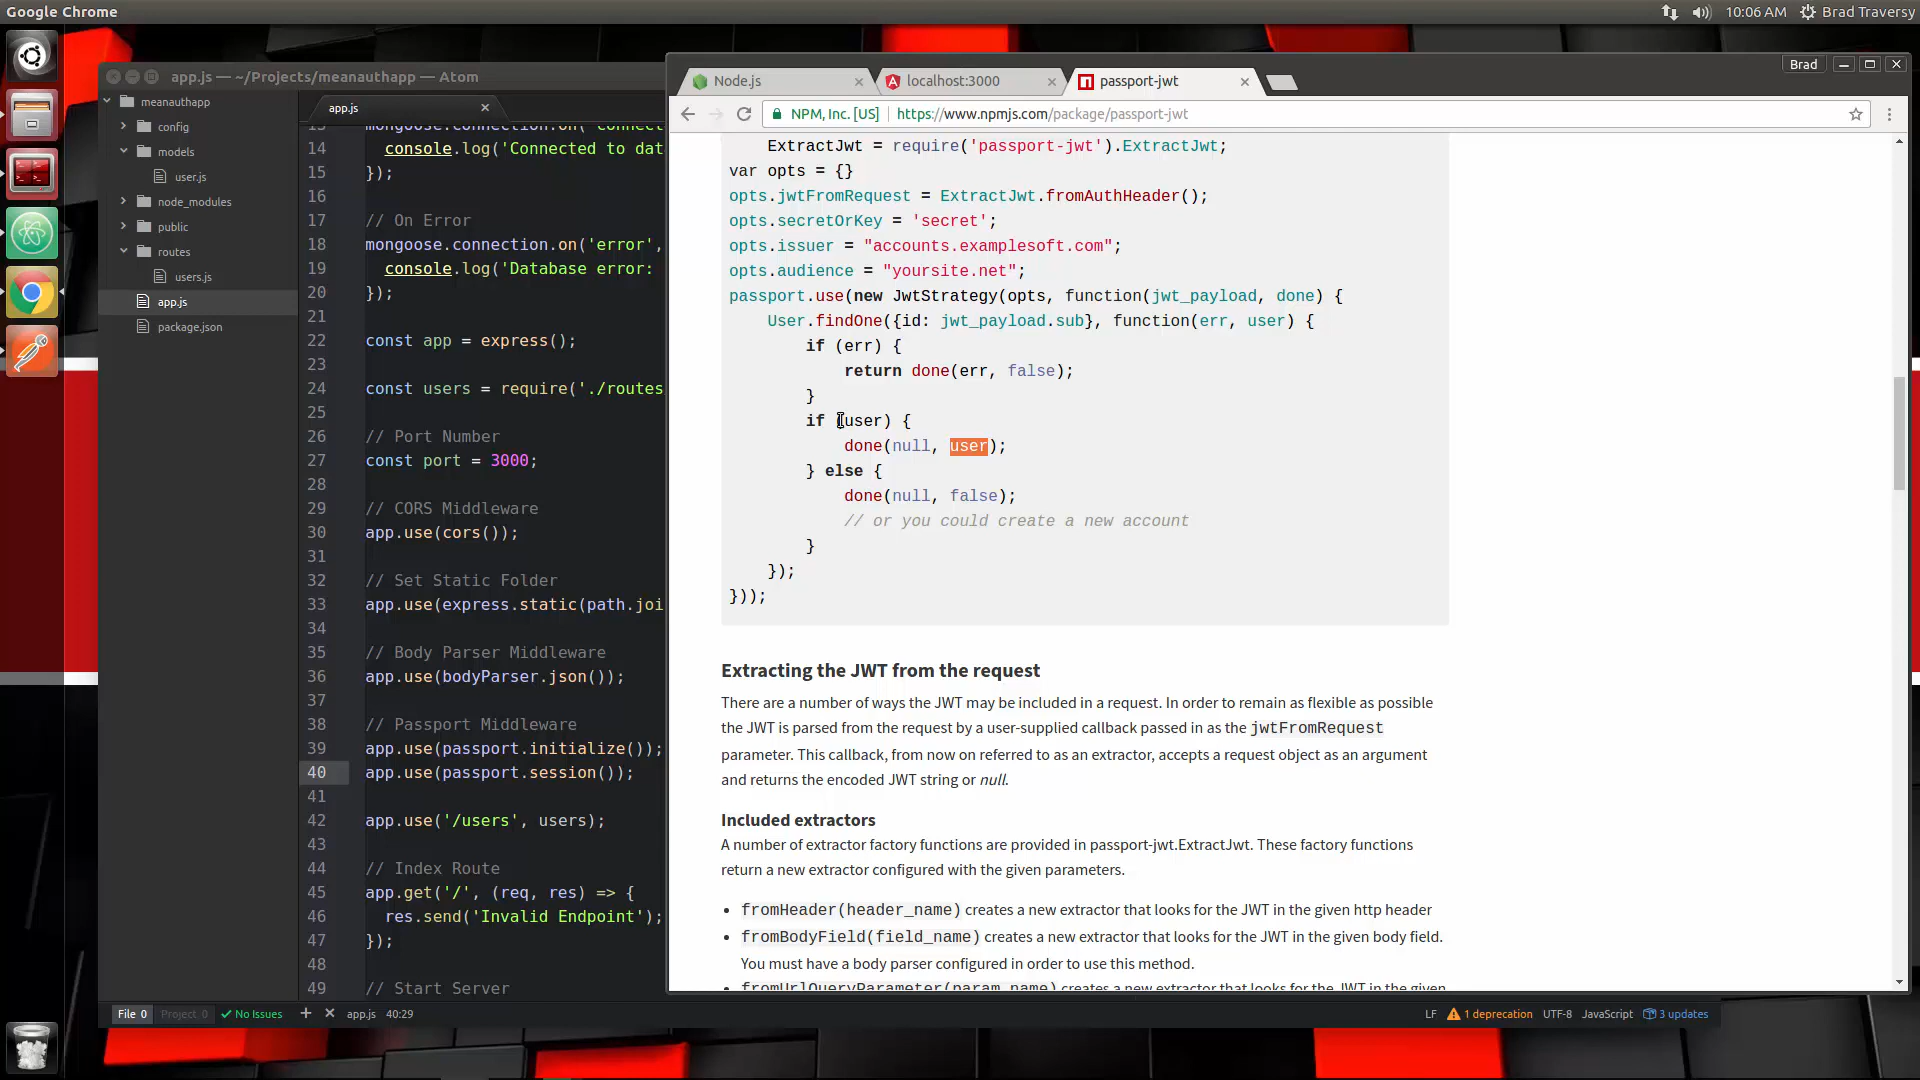 Google Chrome
10:06 AM
Brad Traversy
app.js — ~/Projects/meanauthapp — Atom
meanauthapp
config
models
user.js
node_modules
public
routes
users.js
app.js
package.json
app.js
14 console.log('Connected to dat
15 });
16
17 // On Error
18 mongoose.connection.on('error',
19 console.log('Database error:
20 });
21
22 const app = express();
23
24 const users = require('./routes
25
26 // Port Number
27 const port = 3000;
28
29 // CORS Middleware
30 app.use(cors());
31
32 // Set Static Folder
33 app.use(express.static(path.joi
34
35 // Body Parser Middleware
36 app.use(bodyParser.json());
37
38 // Passport Middleware
39 app.use(passport.initialize());
40 app.use(passport.session());
41
42 app.use('/users', users);
43
44 // Index Route
45 app.get('/', (req, res) => {
46 res.send('Invalid Endpoint');
47 });
48
49 // Start Server
File 0 Project 0 No Issues + × app.js 40:29
LF 1 deprecation UTF-8 JavaScript 3 updates
Node.js
localhost:3000
passport-jwt
Brad
NPM, Inc. [US] https://www.npmjs.com/package/passport-jwt
ExtractJwt = require('passport-jwt').ExtractJwt;
var opts = {}
opts.jwtFromRequest = ExtractJwt.fromAuthHeader();
opts.secretOrKey = 'secret';
opts.issuer = "accounts.examplesoft.com";
opts.audience = "yoursite.net";
passport.use(new JwtStrategy(opts, function(jwt_payload, done) {
User.findOne({id: jwt_payload.sub}, function(err, user) {
if (err) {
return done(err, false);
}
if (user) {
done(null, user);
} else {
done(null, false);
// or you could create a new account
}
});
}));
Extracting the JWT from the request
There are a number of ways the JWT may be included in a request. In order to remain as flexible as possible
the JWT is parsed from the request by a user-supplied callback passed in as the jwtFromRequest
parameter. This callback, from now on referred to as an extractor, accepts a request object as an argument
and returns the encoded JWT string or null.
Included extractors
A number of extractor factory functions are provided in passport-jwt.ExtractJwt. These factory functions
return a new extractor configured with the given parameters.
• fromHeader(header_name) creates a new extractor that looks for the JWT in the given http header
• fromBodyField(field_name) creates a new extractor that looks for the JWT in the given body field.
You must have a body parser configured in order to use this method.
• fromUrlQueryParameter(param_name) creates a new extractor that looks for the JWT in the given